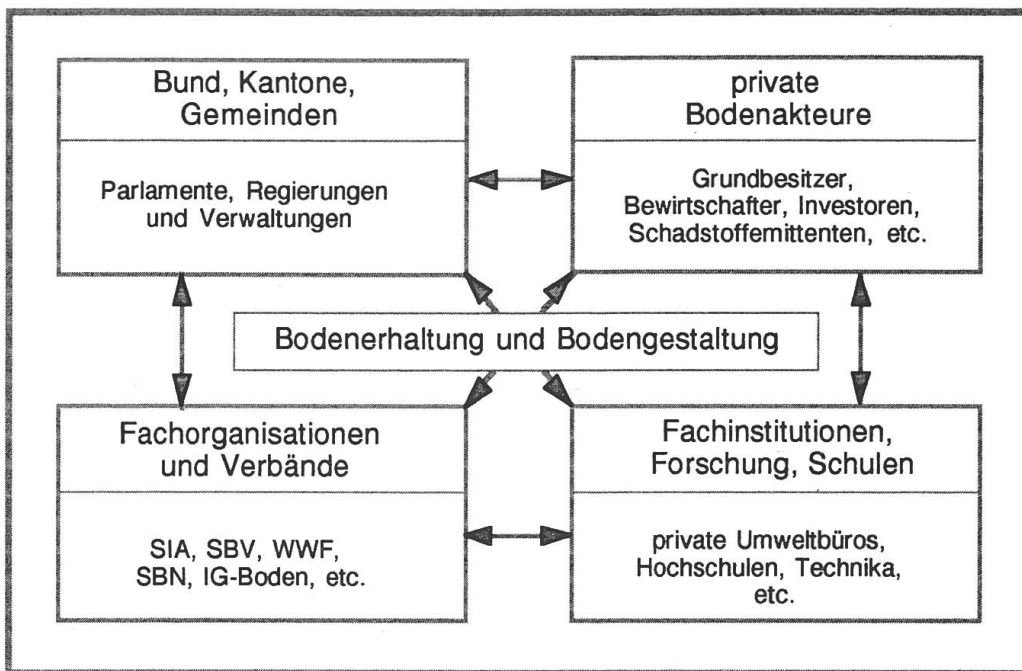 Bund, Kantone,
Gemeinden
Parlamente, Regierungen
und Verwaltungen
private
Bodenakteure
Grundbesitzer,
Bewirtschafter, Investoren,
Schadstoffemittenten, etc.
Bodenerhaltung und Bodengestaltung
Fachorganisationen
und Verbände
SIA, SBV, WWF,
SBN, IG-Boden, etc.
Fachinstitutionen,
Forschung, Schulen
private Umweltbüros,
Hochschulen, Technika,
etc.